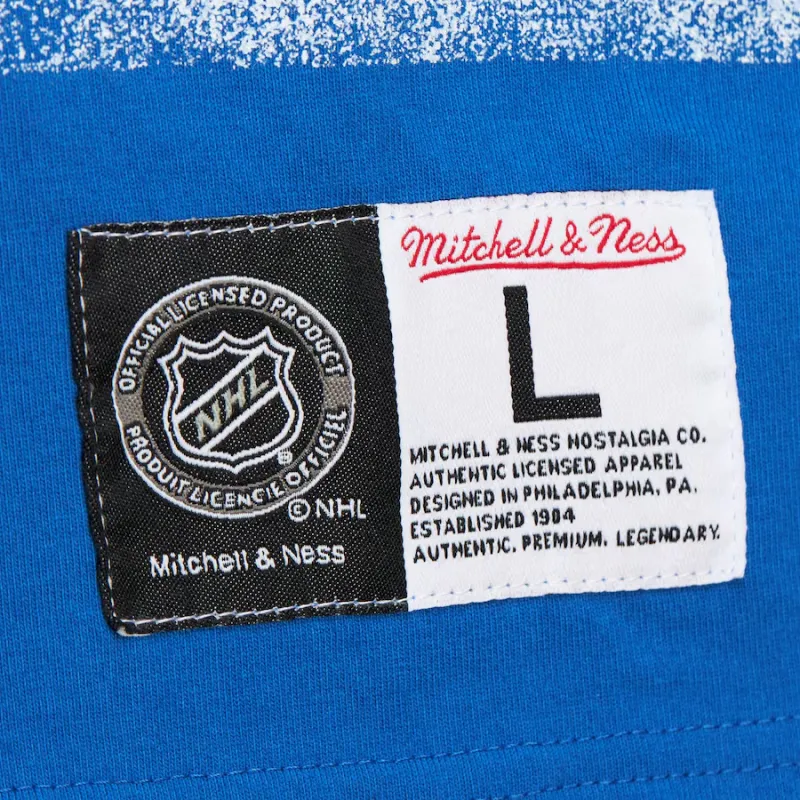 OFFICIAL LICENSED PRODUCT
NHL
®
PRODUIT LICENCIÉ OFFICIEL
© NHL
Mitchell & Ness
Mitchell & Ness
L
MITCHELL & NESS NOSTALGIA CO.
AUTHENTIC LICENSED APPAREL
DESIGNED IN PHILADELPHIA, PA.
ESTABLISHED 1904
AUTHENTIC. PREMIUM. LEGENDARY.